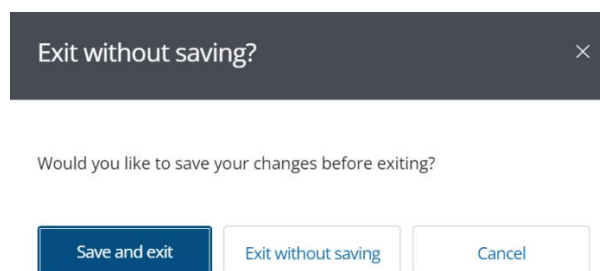 Exit without saving?
Would you like to save your changes before exiting?
Save and exit
Exit without saving
Cancel